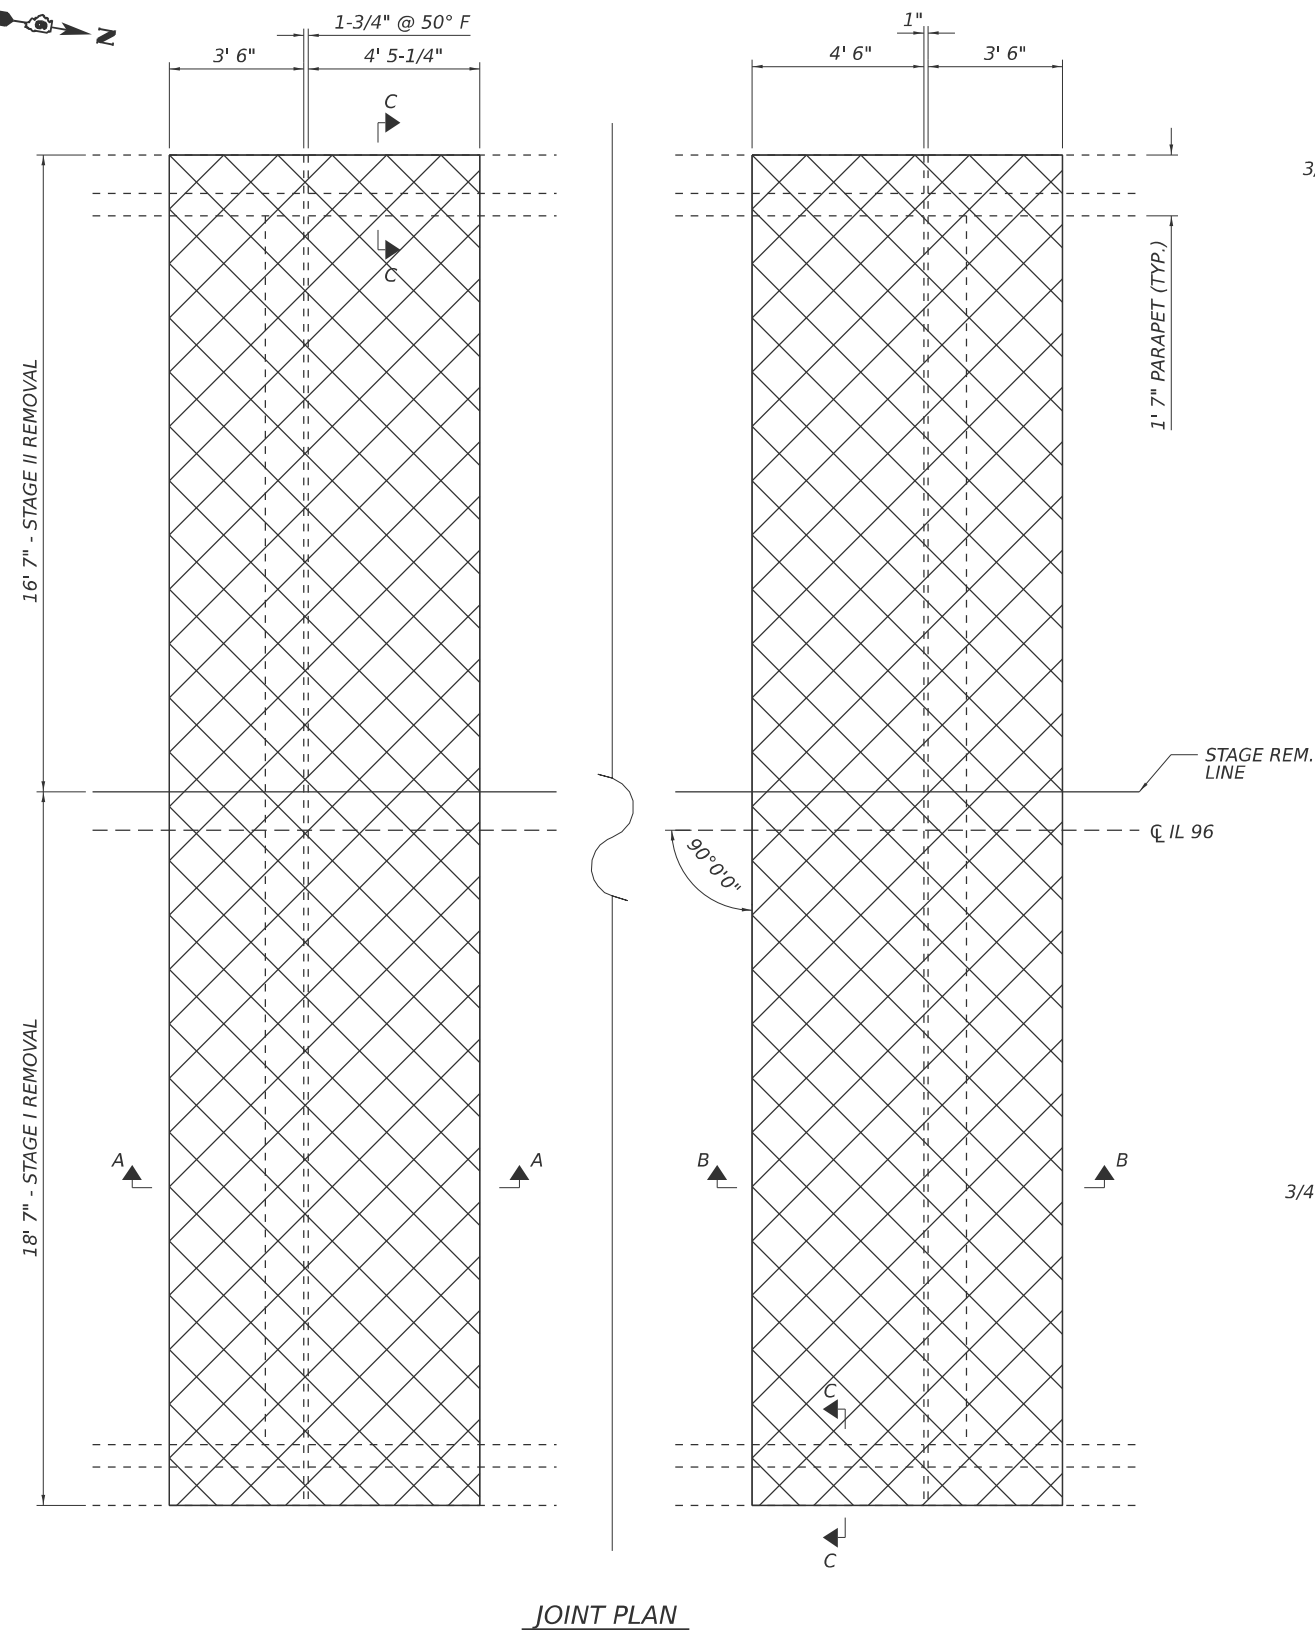 N
1-3/4" @ 50° F
3' 6"
4' 5-1/4"
1"
4' 6"
3' 6"
C
C
1' 7" PARAPET (TYP.)
16' 7" - STAGE II REMOVAL
STAGE REM.
LINE
℄ IL 96
90°0'0"
18' 7" - STAGE I REMOVAL
A
A
B
B
3/4
C
C
JOINT PLAN